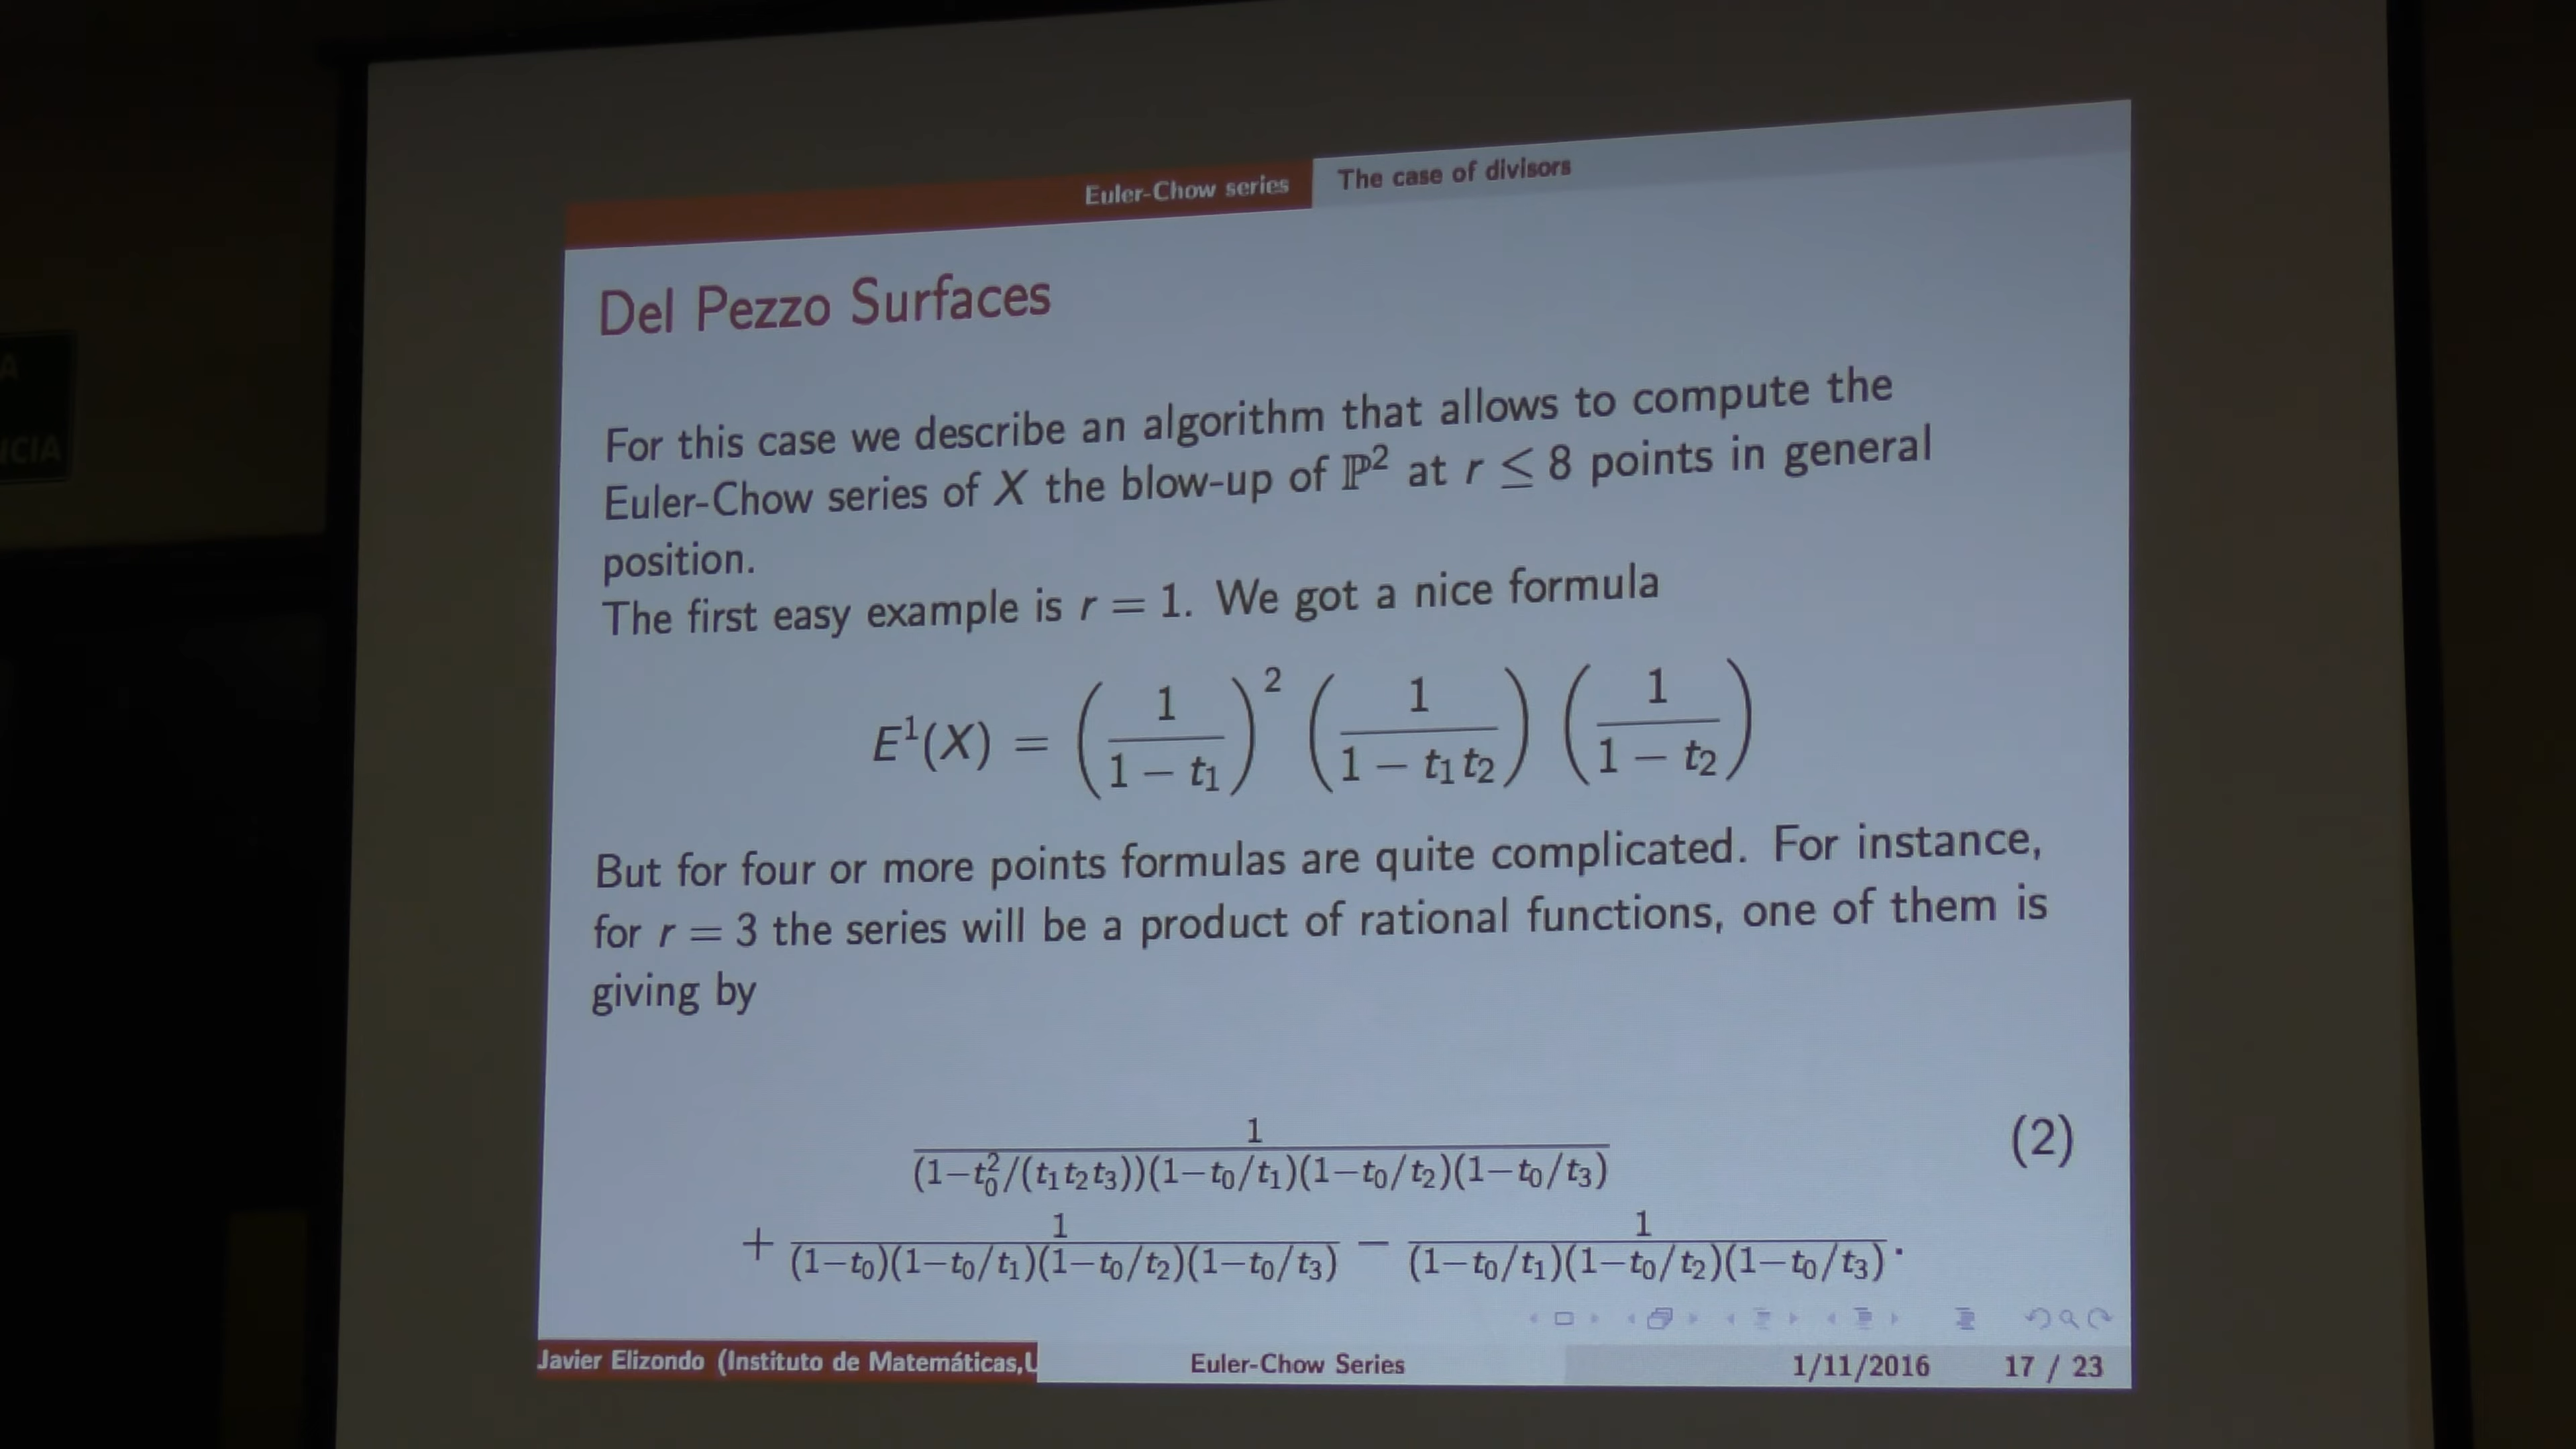 A
NCIA
Euler-Chow series
The case of divisors
Del Pezzo Surfaces
For this case we describe an algorithm that allows to compute the
Euler-Chow series of X the blow-up of ℙ² at r ≤ 8 points in general
position.
The first easy example is r = 1. We got a nice formula
E¹(X) = (1/(1 − t₁))² (1/(1 − t₁t₂)) (1/(1 − t₂))
But for four or more points formulas are quite complicated. For instance,
for r = 3 the series will be a product of rational functions, one of them is
giving by
1/((1−t₀²/(t₁t₂t₃))(1−t₀/t₁)(1−t₀/t₂)(1−t₀/t₃)) (2)
+ 1/((1−t₀)(1−t₀/t₁)(1−t₀/t₂)(1−t₀/t₃)) − 1/((1−t₀/t₁)(1−t₀/t₂)(1−t₀/t₃)).
Javier Elizondo (Instituto de Matemáticas,U
Euler-Chow Series
1/11/2016
17 / 23